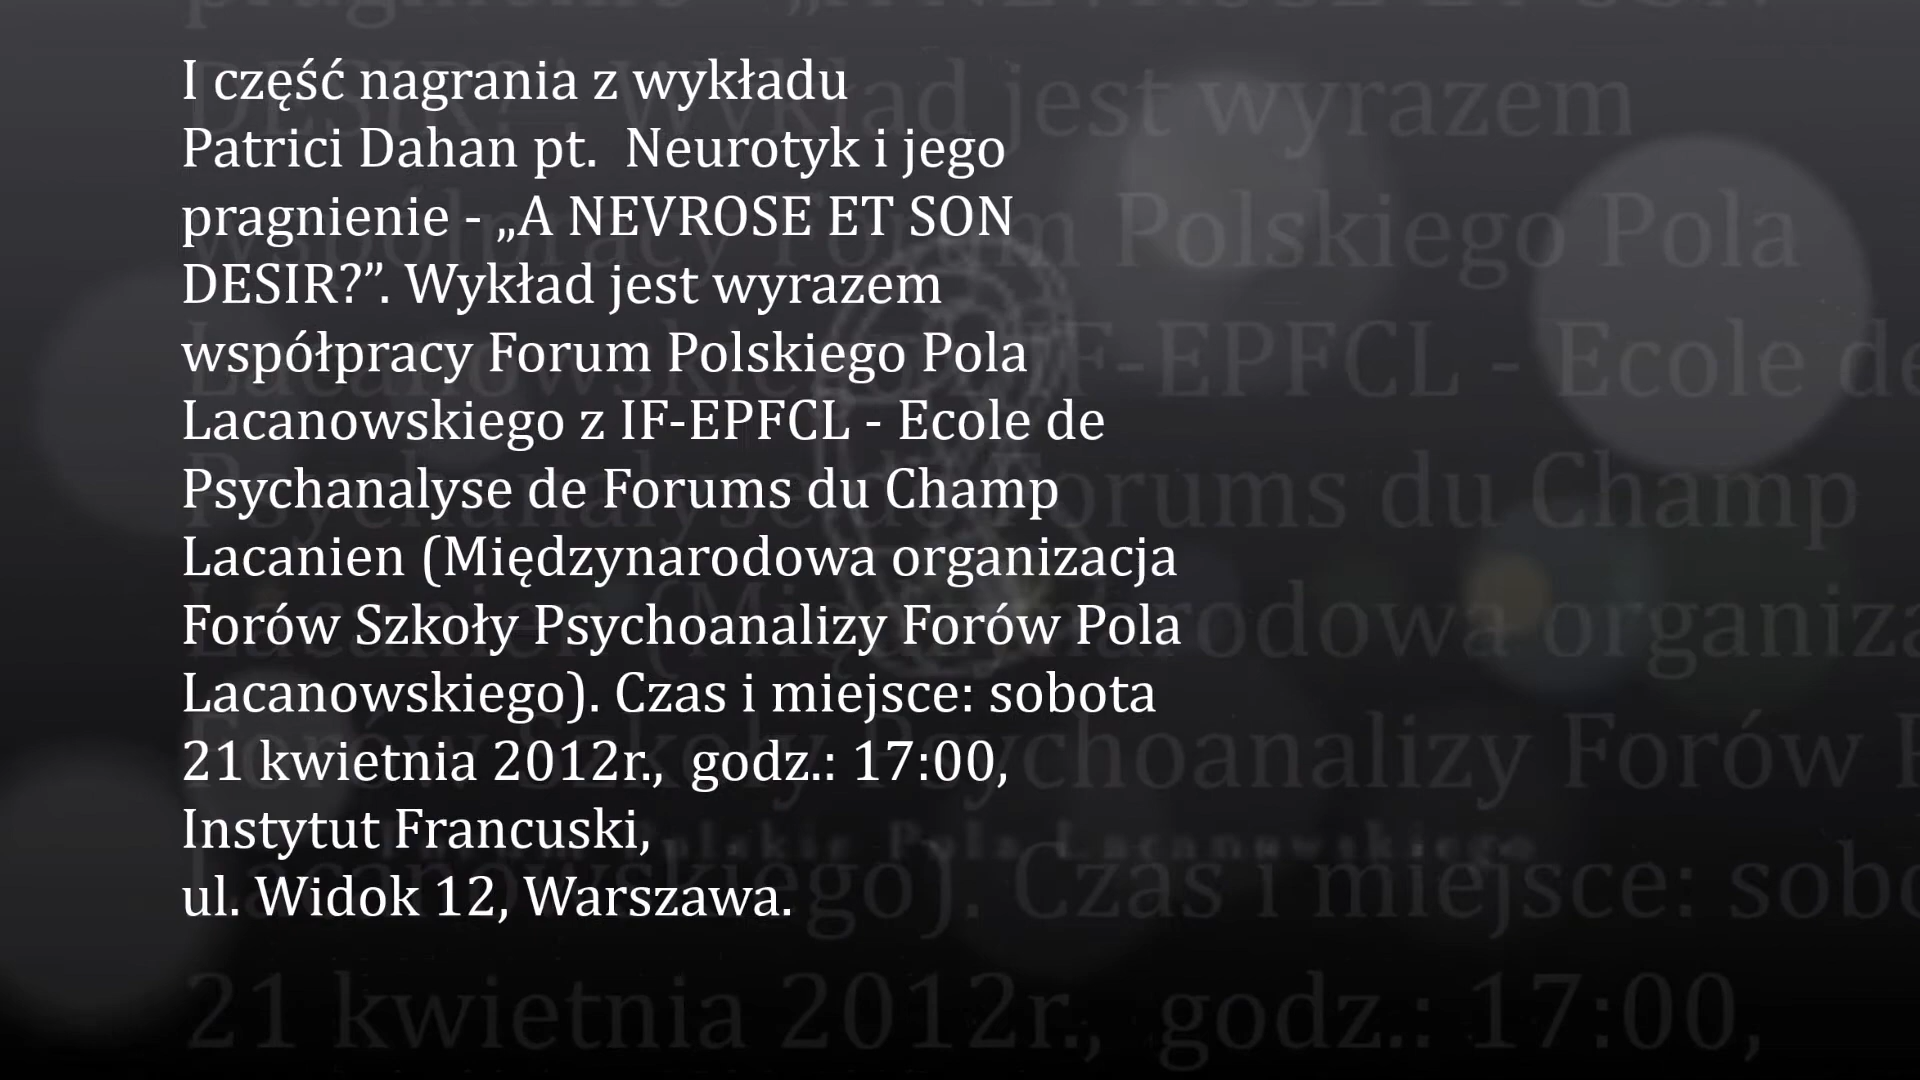 I część nagrania z wykładu
Patrici Dahan pt.  Neurotyk i jego
pragnienie - „A NEVROSE ET SON
DESIR?”. Wykład jest wyrazem
współpracy Forum Polskiego Pola
Lacanowskiego z IF-EPFCL - Ecole de
Psychanalyse de Forums du Champ
Lacanien (Międzynarodowa organizacja
Forów Szkoły Psychoanalizy Forów Pola
Lacanowskiego). Czas i miejsce: sobota
21 kwietnia 2012r.,  godz.: 17:00,
Instytut Francuski,
ul. Widok 12, Warszawa.